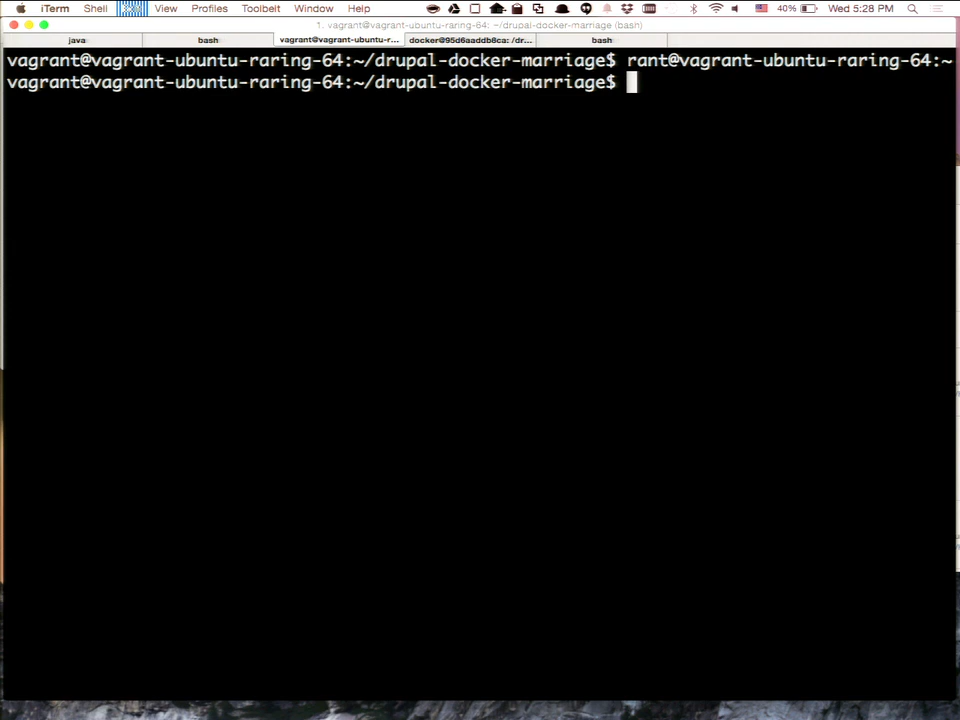 iTerm Shell View Profiles Toolbelt Window Help 40% Wed 5:28 PM
1. vagrant@vagrant-ubuntu-raring-64: ~/drupal-docker-marriage (bash)
java bash vagrant@vagrant-ubuntu-r... docker@95d6aaddb8ca: /dr... bash
vagrant@vagrant-ubuntu-raring-64:~/drupal-docker-marriage$ rant@vagrant-ubuntu-raring-64:~
vagrant@vagrant-ubuntu-raring-64:~/drupal-docker-marriage$